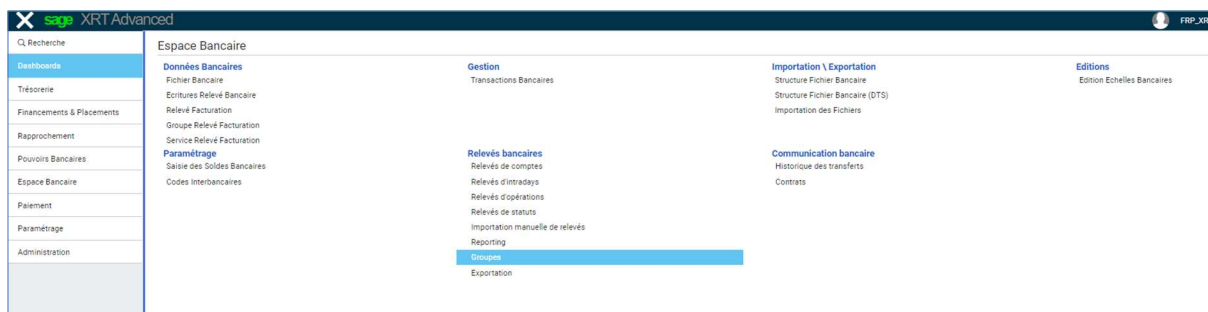 sage XRT Advanced
FRP_XR
Recherche
Dashboards
Trésorerie
Financements & Placements
Rapprochement
Pouvoirs Bancaires
Espace Bancaire
Paiement
Paramétrage
Administration
Espace Bancaire
Données Bancaires
Fichier Bancaire
Ecritures Relevé Bancaire
Relevé Facturation
Groupe Relevé Facturation
Service Relevé Facturation
Gestion
Transactions Bancaires
Importation \ Exportation
Structure Fichier Bancaire
Structure Fichier Bancaire (DTS)
Importation des Fichiers
Editions
Edition Echelles Bancaires
Paramétrage
Saisie des Soldes Bancaires
Codes Interbancaires
Relevés bancaires
Relevés de comptes
Relevés d'intradays
Relevés d'opérations
Relevés de statuts
Importation manuelle de relevés
Reporting
Groupes
Exportation
Communication bancaire
Historique des transferts
Contrats